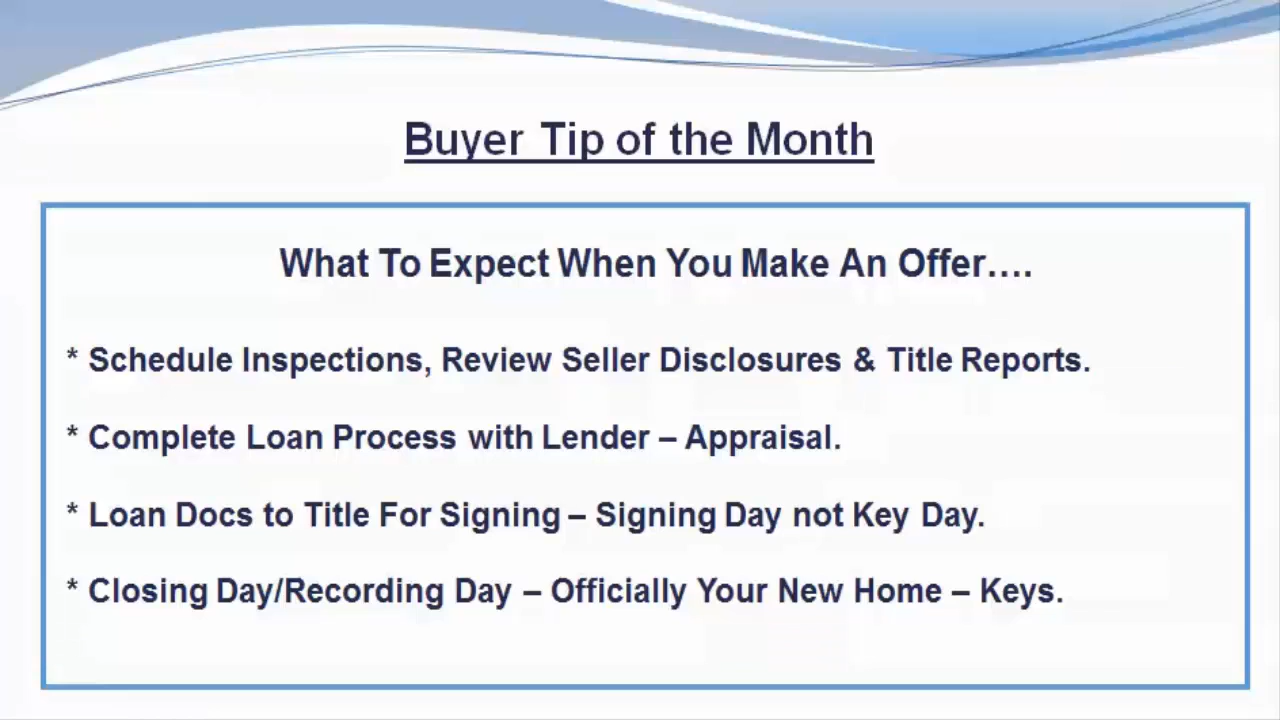 Buyer Tip of the Month
What To Expect When You Make An Offer....
* Schedule Inspections, Review Seller Disclosures & Title Reports.
* Complete Loan Process with Lender – Appraisal.
* Loan Docs to Title For Signing – Signing Day not Key Day.
* Closing Day/Recording Day – Officially Your New Home – Keys.